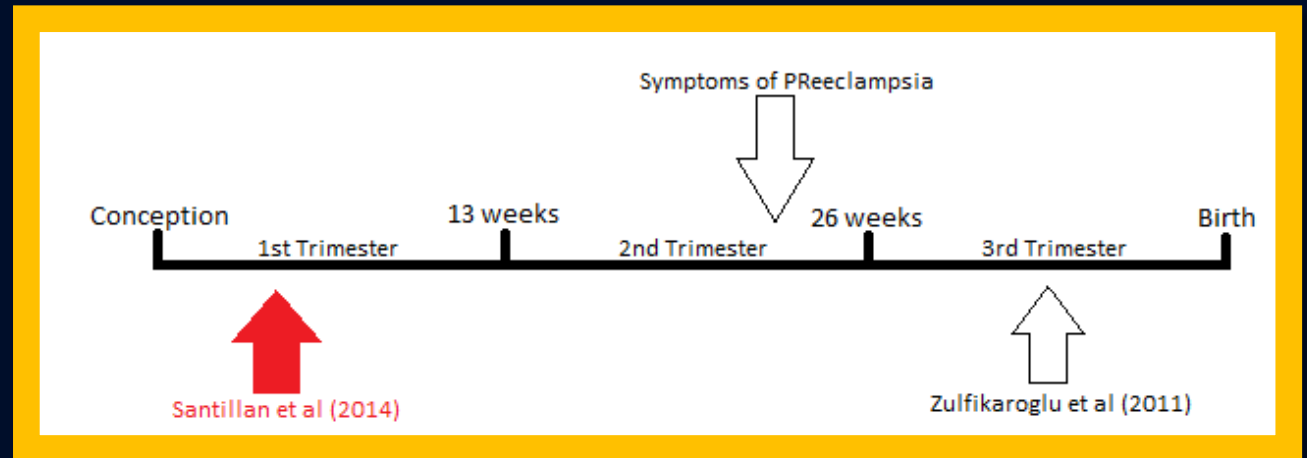 Symptoms of PReeclampsia
Conception
13 weeks
26 weeks
Birth
1st Trimester
2nd Trimester
3rd Trimester
Santillan et al (2014)
Zulfikaroglu et al (2011)